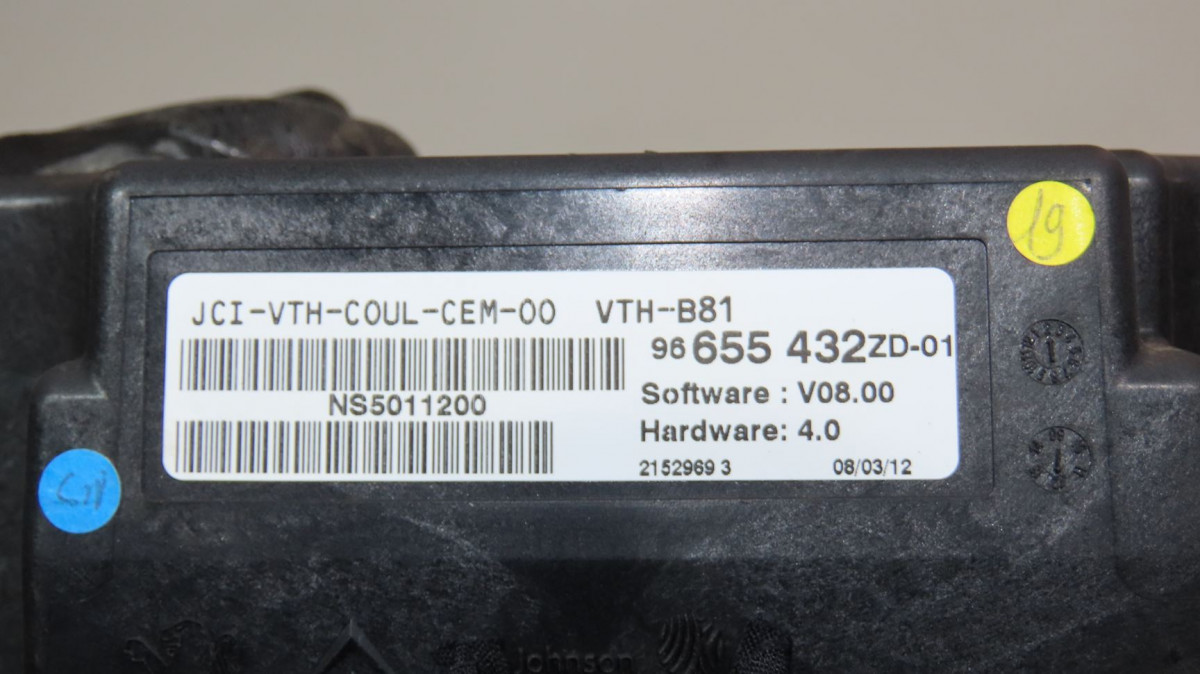 19
JCI-VTH-COUL-CEM-00 VTH-B81
96 655 432ZD-01
Software : V08.00
NS5011200
Hardware: 4.0
2152969 3 08/03/12
Johnson